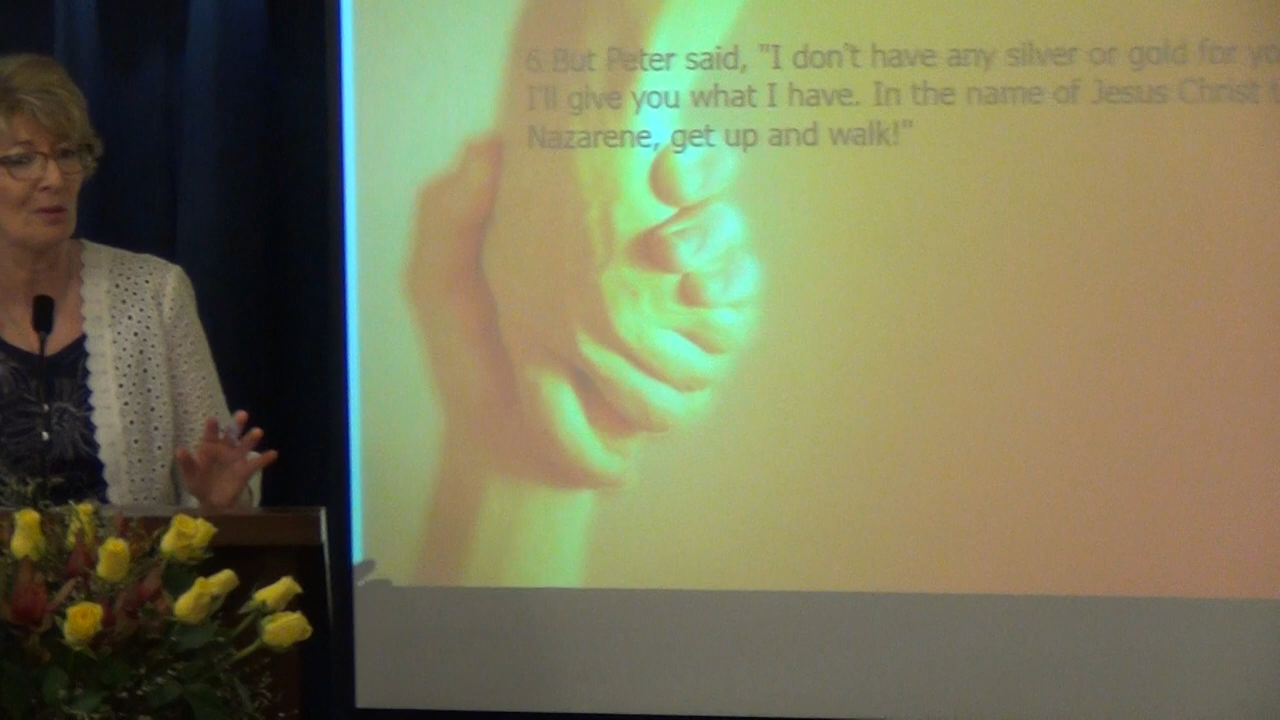 6 But Peter said, "I don't have any silver or gold for yo
I'll give you what I have. In the name of Jesus Christ t
Nazarene, get up and walk!"